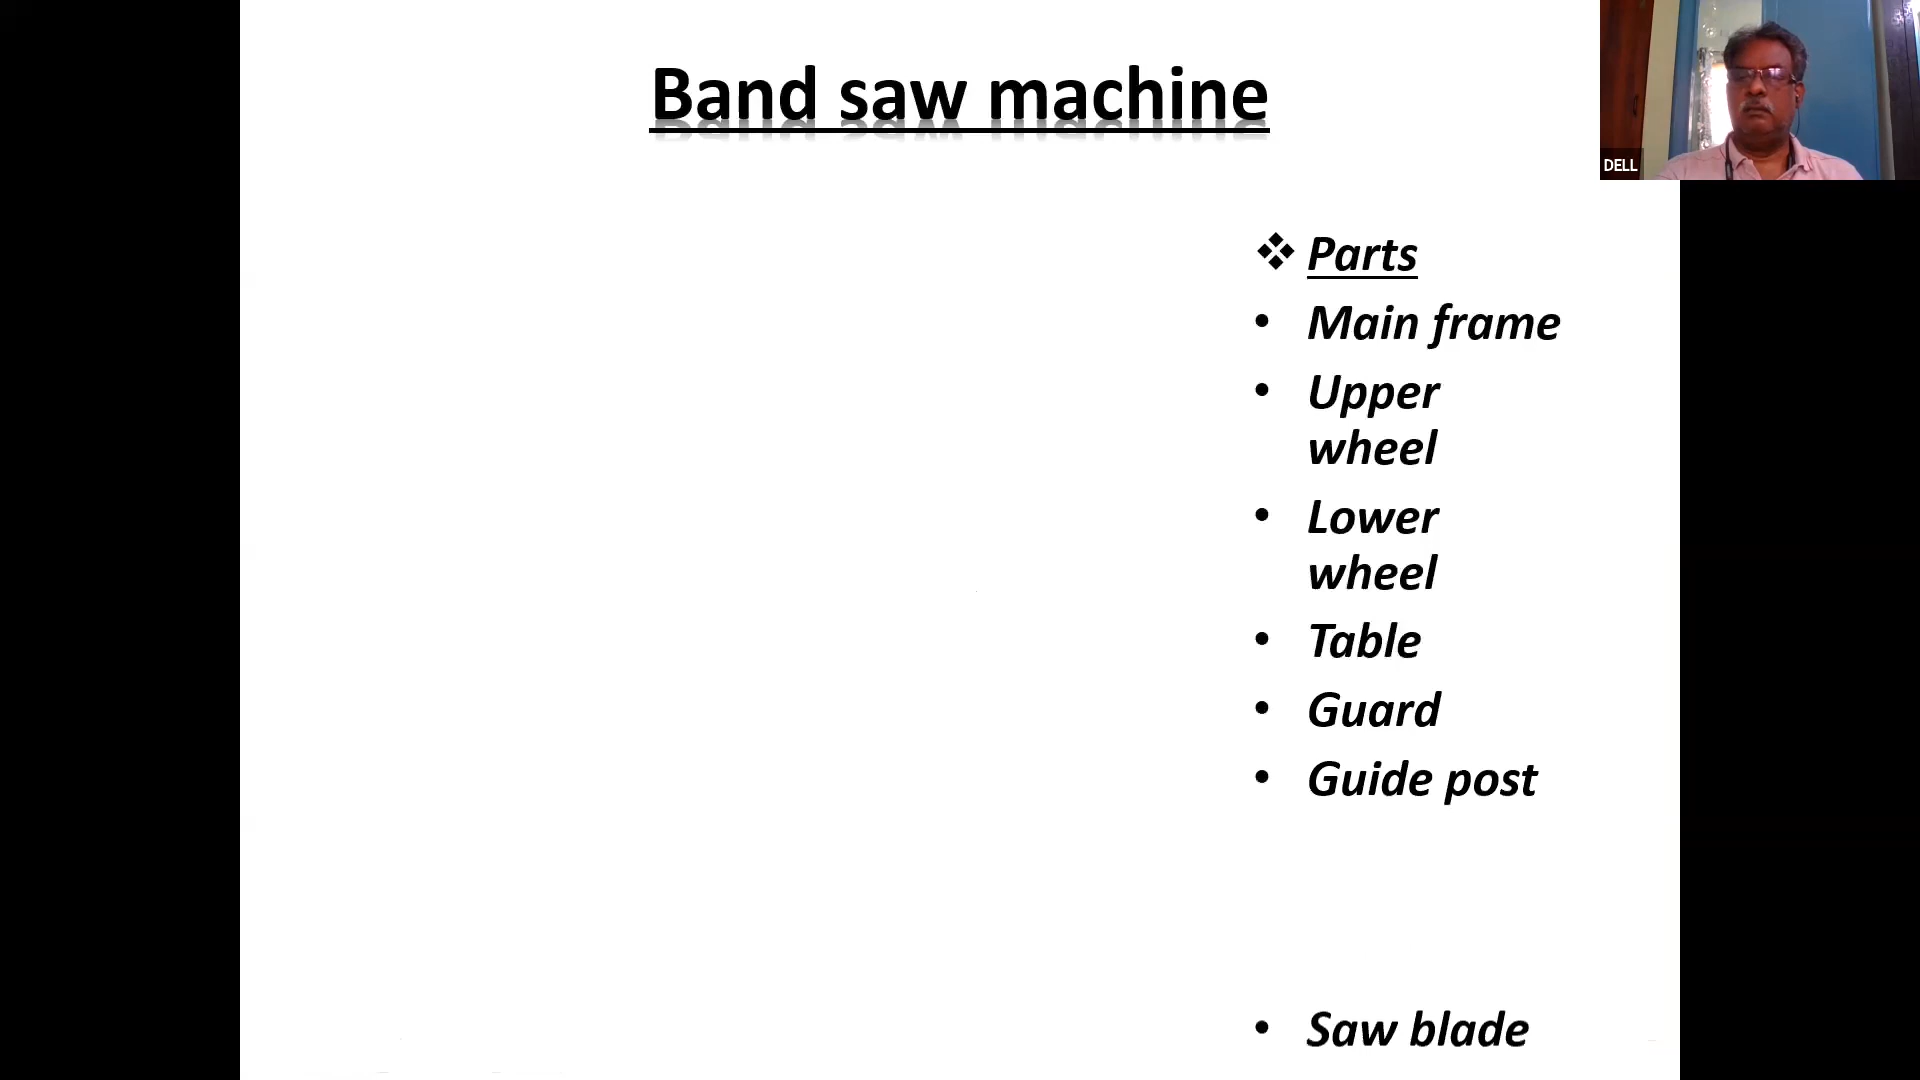 Band saw machine
DELL
❖ Parts
• Main frame
• Upper
wheel
• Lower
wheel
• Table
• Guard
• Guide post
• Saw blade